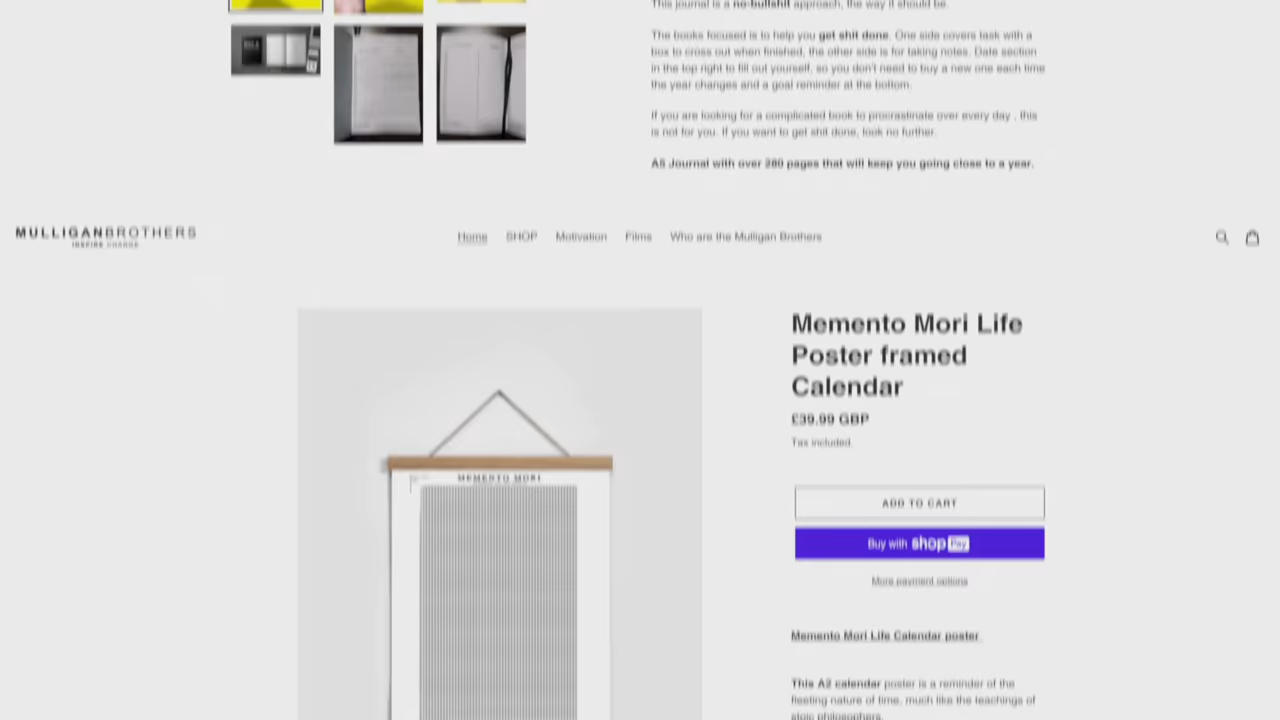 This journal is a no-bullshit approach, the way it should be.
The books focused is to help you get shit done. One side covers task with a
box to cross out when finished, the other side is for taking notes. Date section
in the top right to fill out yourself, so you don't need to buy a new one each time
the year changes and a goal reminder at the bottom.
If you are looking for a complicated book to procrastinate over every day , this
is not for you. If you want to get shit done, look no further.
A5 Journal with over 280 pages that will keep you going close to a year.
MULLIGANBROTHERS
INSPIRE CHANGE
Home SHOP Motivation Films Who are the Mulligan Brothers
Memento Mori Life
Poster framed
Calendar
£39.99 GBP
Tax included.
MEMENTO MORI
ADD TO CART
Buy with shop Pay
More payment options
Memento Mori Life Calendar poster.
This A2 calendar poster is a reminder of the
fleeting nature of time, much like the teachings of
stoic philosophers.